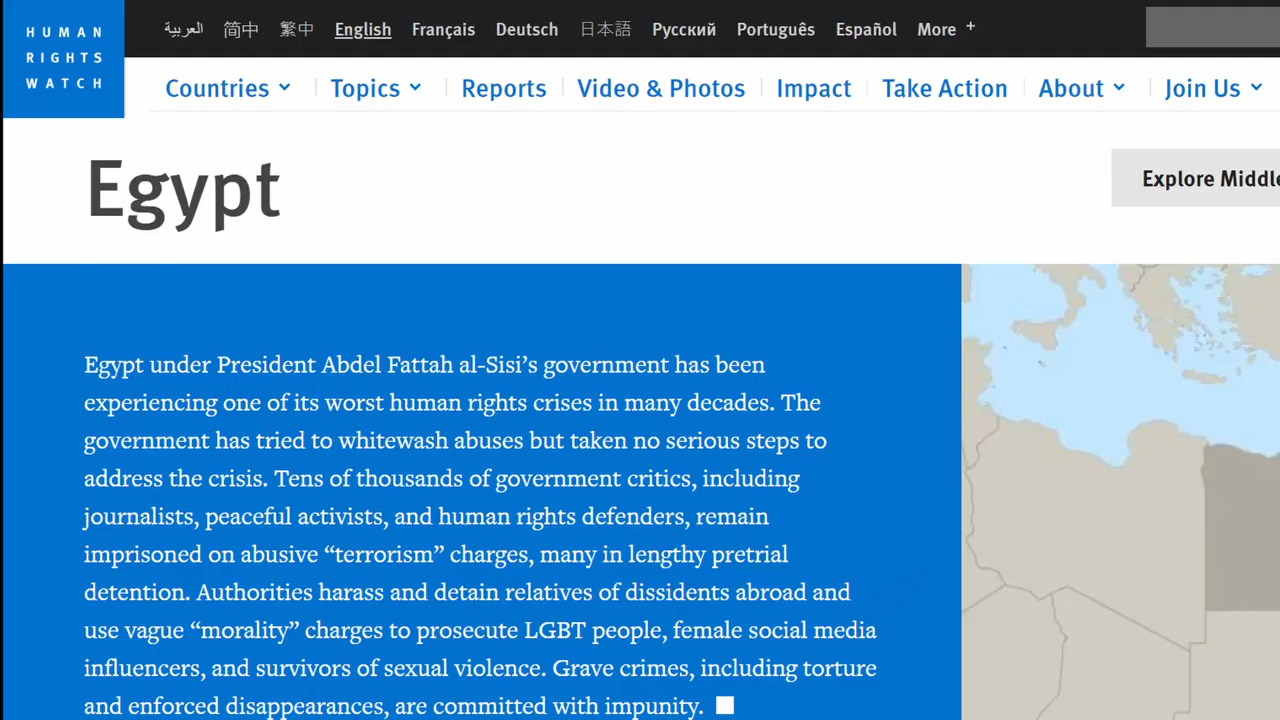 HUMAN
RIGHTS
WATCH
العربية 简中 繁中 English Français Deutsch 日本語 Русский Português Español More +
Countries Topics Reports Video & Photos Impact Take Action About Join Us
Egypt
Explore Middle
Egypt under President Abdel Fattah al-Sisi’s government has been
experiencing one of its worst human rights crises in many decades. The
government has tried to whitewash abuses but taken no serious steps to
address the crisis. Tens of thousands of government critics, including
journalists, peaceful activists, and human rights defenders, remain
imprisoned on abusive “terrorism” charges, many in lengthy pretrial
detention. Authorities harass and detain relatives of dissidents abroad and
use vague “morality” charges to prosecute LGBT people, female social media
influencers, and survivors of sexual violence. Grave crimes, including torture
and enforced disappearances, are committed with impunity.